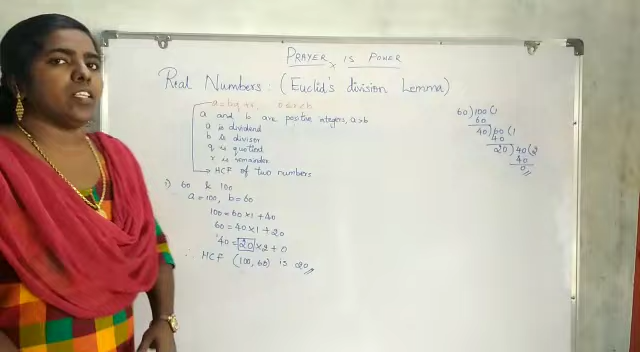 PRAYER IS POWER
Real Numbers: (Euclid's division Lemma)
a = bq + r, 0≤r<b
a and b are positive integers, a>b
a is dividend
b is divisor
q is quotient
r is remainder
HCF of two numbers
1) 60 & 100
a = 100, b = 60
100 = 60 × 1 + 40
60 = 40 × 1 + 20
40 = 20 × 2 + 0
∴ HCF (100, 60) is 20
60) 100 (1
60
40) 60 (1
40
20) 40 (2
40
0